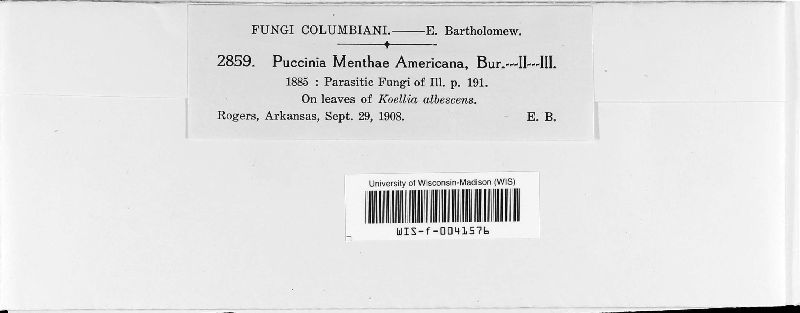 FUNGI COLUMBIANI.——E. Bartholomew.
2859. Puccinia Menthae Americana, Bur.---II---III.
1885 : Parasitic Fungi of Ill. p. 191.
On leaves of Koellia albescens.
Rogers, Arkansas, Sept. 29, 1908. E. B.
University of Wisconsin-Madison (WIS)
WIS-f-0041576